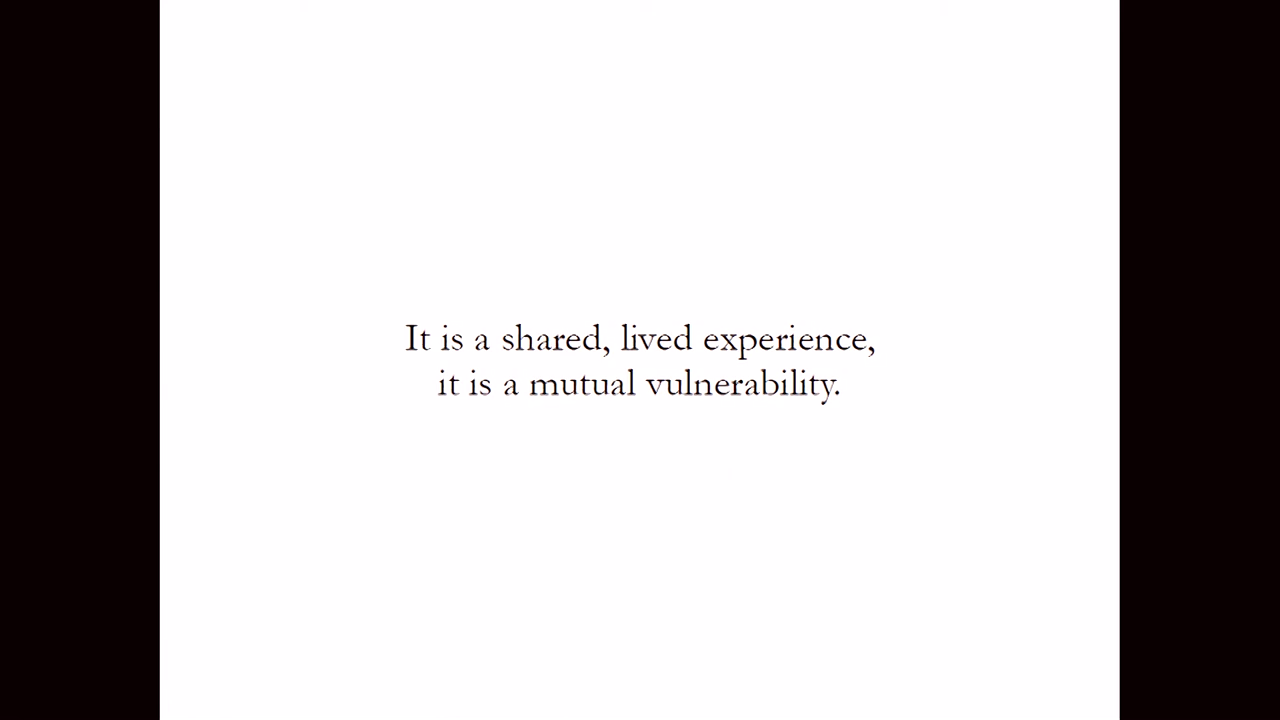 It is a shared, lived experience,
it is a mutual vulnerability.